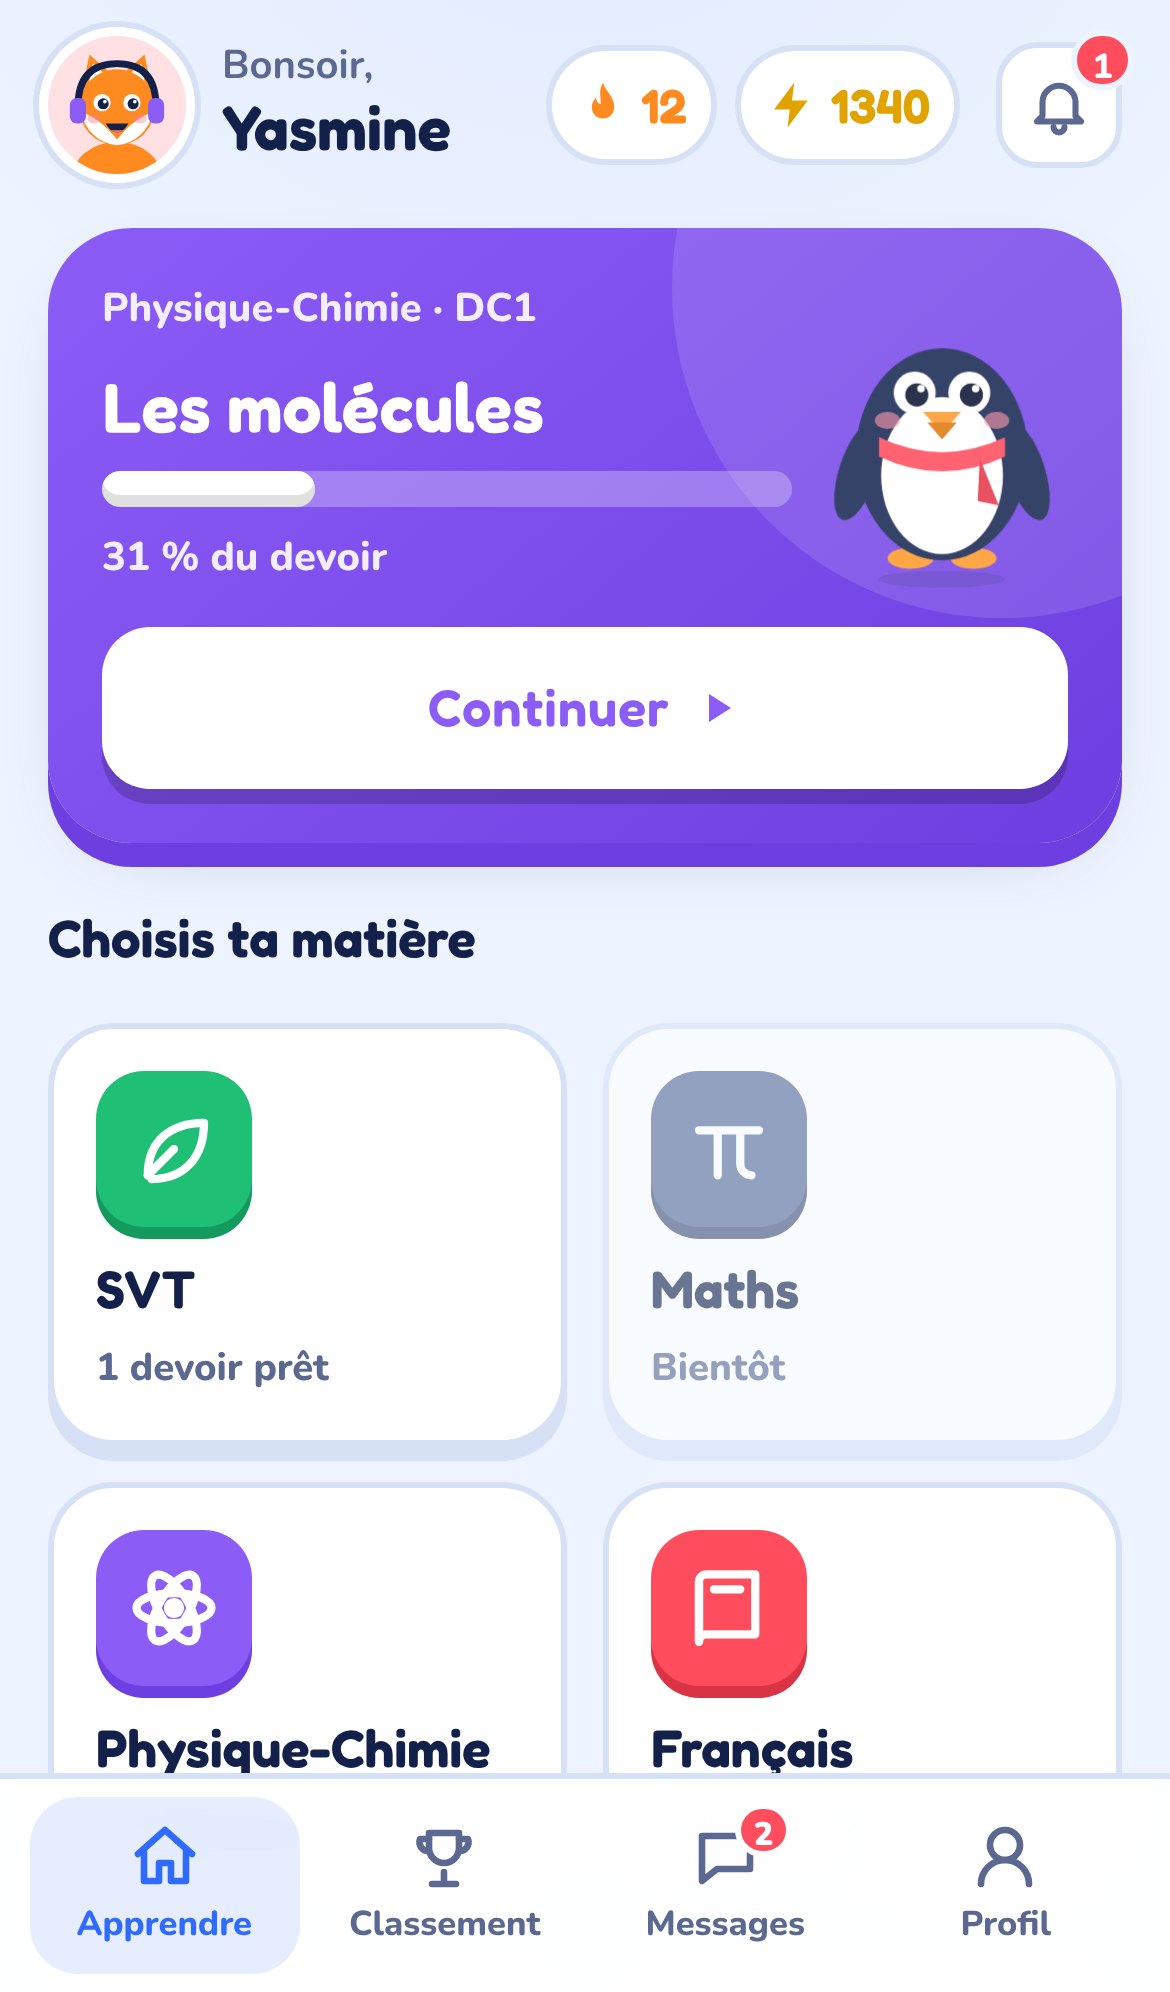 Bonsoir,
Yasmine
12
1340
1
Physique-Chimie · DC1
Les molécules
31 % du devoir
Continuer
Choisis ta matière
SVT
1 devoir prêt
Maths
Bientôt
Physique-Chimie
Français
Apprendre
Classement
2
Messages
Profil